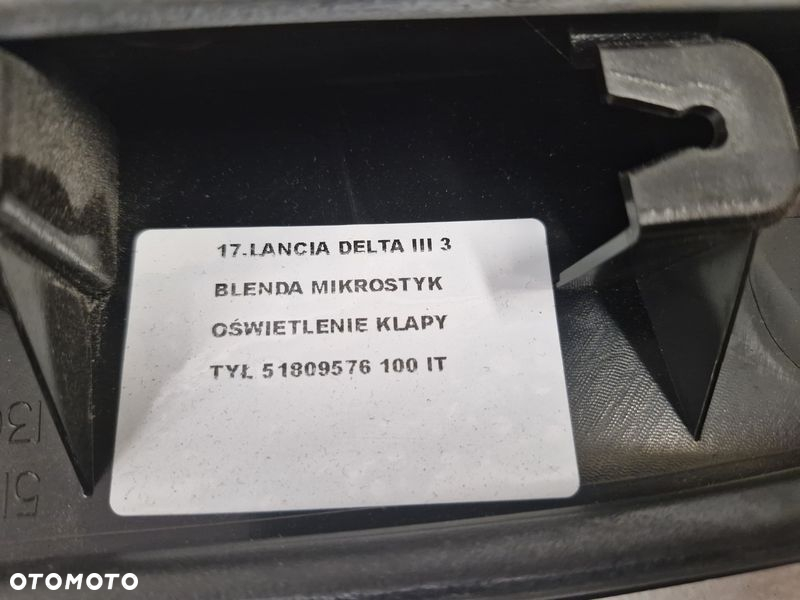 17.LANCIA DELTA III 3
BLENDA MIKROSTYK
OŚWIETLENIE KLAPY
TYŁ 51809576 100 IT
OTOMOTO